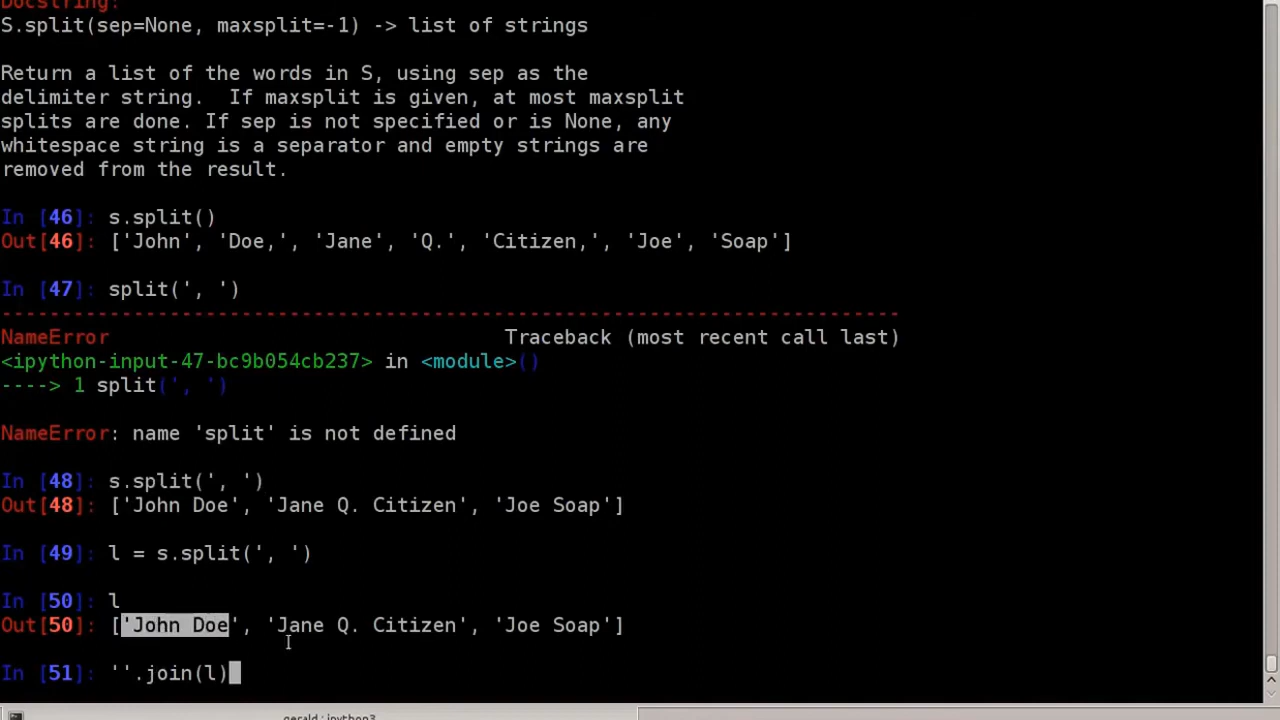 Docstring:
S.split(sep=None, maxsplit=-1) -> list of strings
Return a list of the words in S, using sep as the
delimiter string.  If maxsplit is given, at most maxsplit
splits are done. If sep is not specified or is None, any
whitespace string is a separator and empty strings are
removed from the result.
In [46]: s.split()
Out[46]: ['John', 'Doe,', 'Jane', 'Q.', 'Citizen,', 'Joe', 'Soap']
In [47]: split(', ')
---------------------------------------------------------------------------
NameError                                 Traceback (most recent call last)
<ipython-input-47-bc9b054cb237> in <module>()
----> 1 split(', ')
NameError: name 'split' is not defined
In [48]: s.split(', ')
Out[48]: ['John Doe', 'Jane Q. Citizen', 'Joe Soap']
In [49]: l = s.split(', ')
In [50]: l
Out[50]: ['John Doe', 'Jane Q. Citizen', 'Joe Soap']
In [51]: ''.join(l)
gerald : ipython3